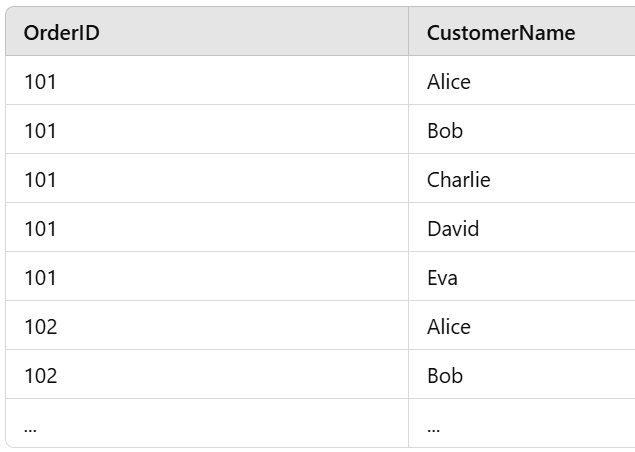 OrderID CustomerName
101 Alice
101 Bob
101 Charlie
101 David
101 Eva
102 Alice
102 Bob
... ...